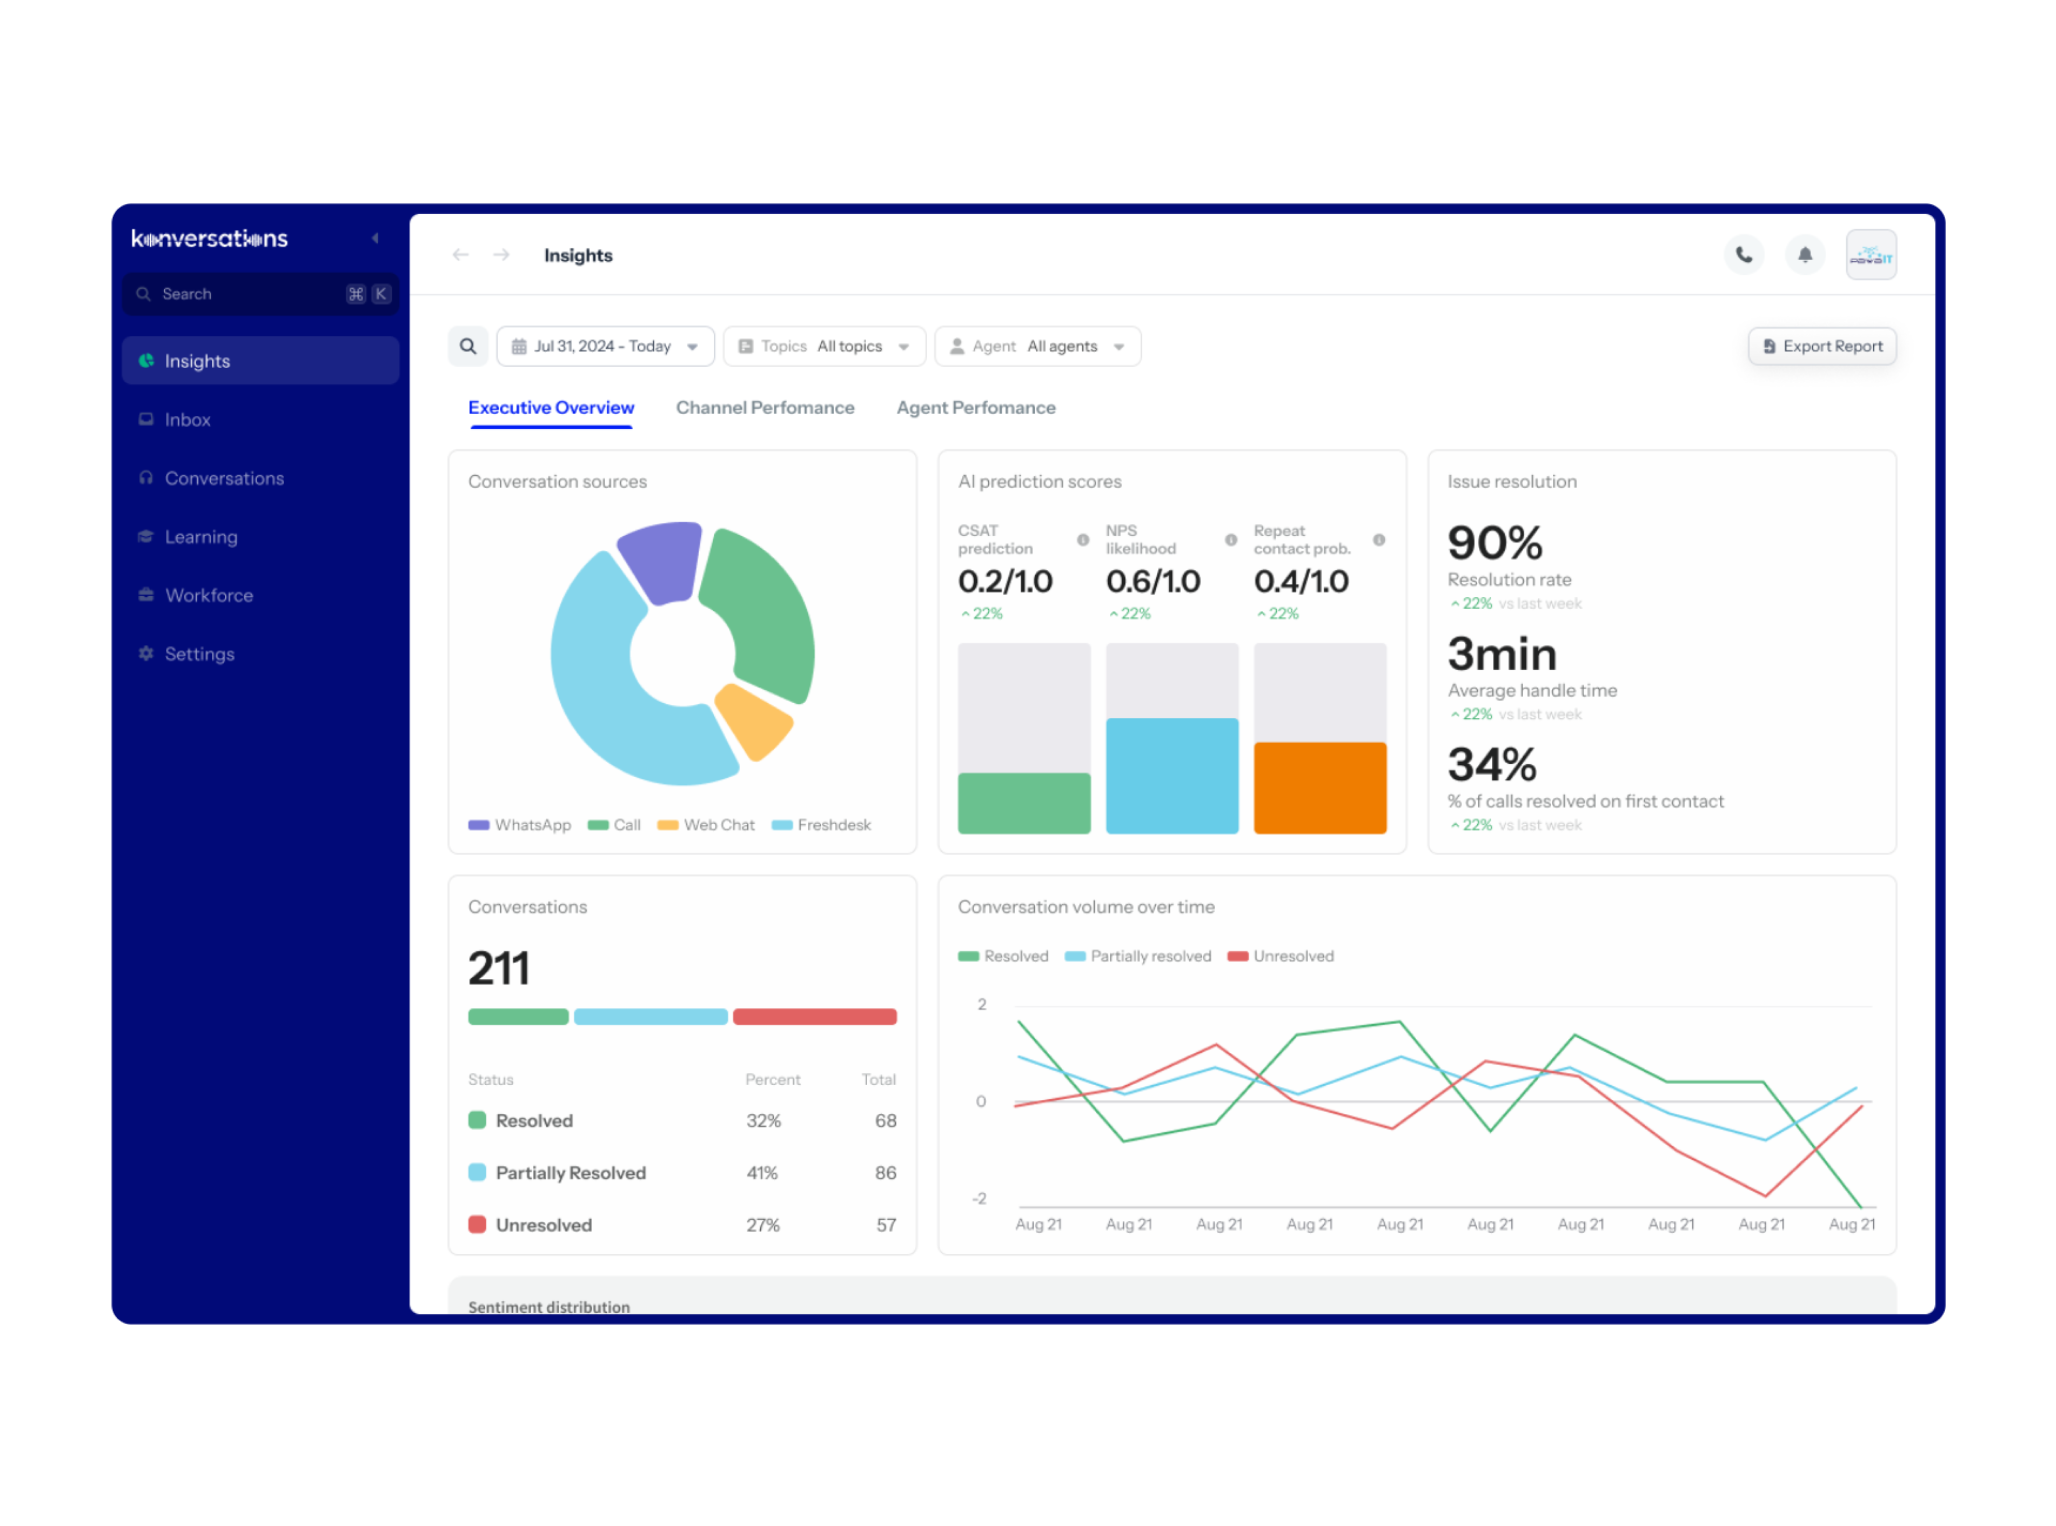 konversations
Search ⌘ K
Insights
Inbox
Conversations
Learning
Workforce
Settings
Insights
Jul 31, 2024 - Today
Topics All topics
Agent All agents
Export Report
Executive Overview
Channel Perfomance
Agent Perfomance
Conversation sources
WhatsApp Call Web Chat Freshdesk
AI prediction scores
CSAT
prediction
0.2/1.0
22%
NPS
likelihood
0.6/1.0
22%
Repeat
contact prob.
0.4/1.0
22%
Issue resolution
90%
Resolution rate
22% vs last week
3min
Average handle time
22% vs last week
34%
% of calls resolved on first contact
22% vs last week
Conversations
211
Status Percent Total
Resolved 32% 68
Partially Resolved 41% 86
Unresolved 27% 57
Conversation volume over time
Resolved Partially resolved Unresolved
2
0
-2
Aug 21 Aug 21 Aug 21 Aug 21 Aug 21 Aug 21 Aug 21 Aug 21 Aug 21 Aug 21
Sentiment distribution